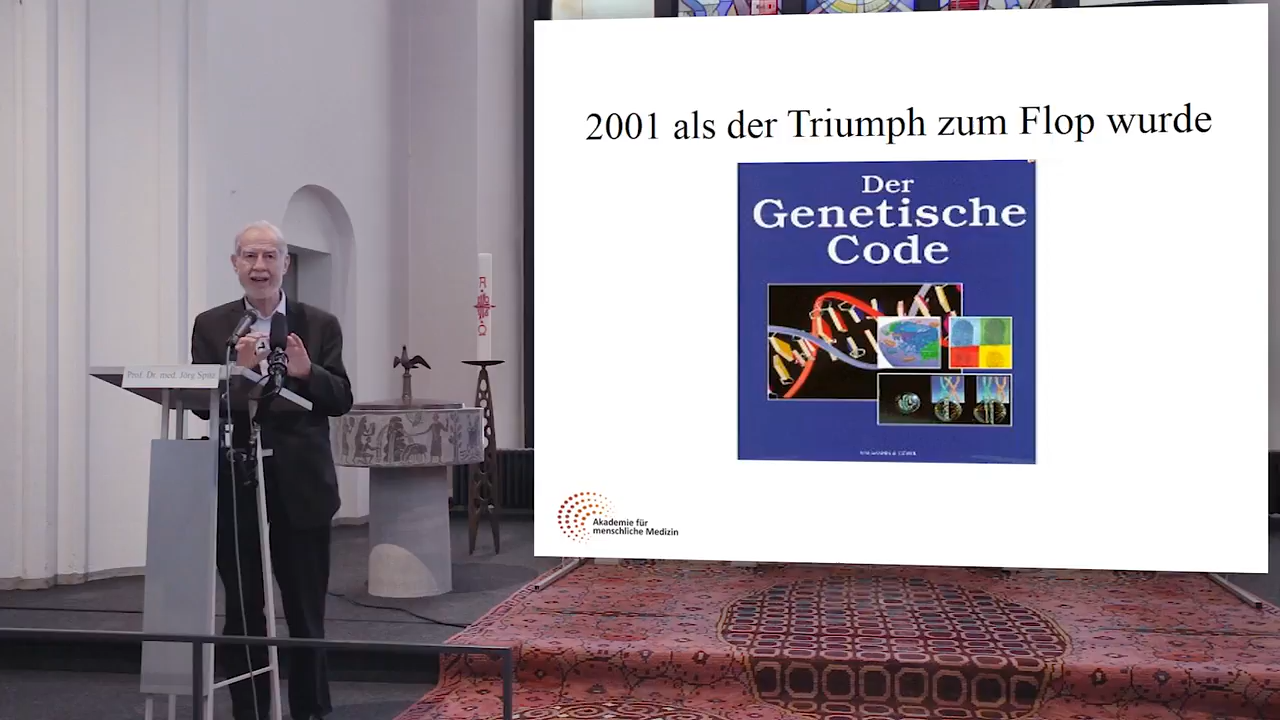 2001 als der Triumph zum Flop wurde
Der
Genetische
Code
Prof. Dr. med. Jörg Spitz
A
Ω
Akademie für
menschliche Medizin